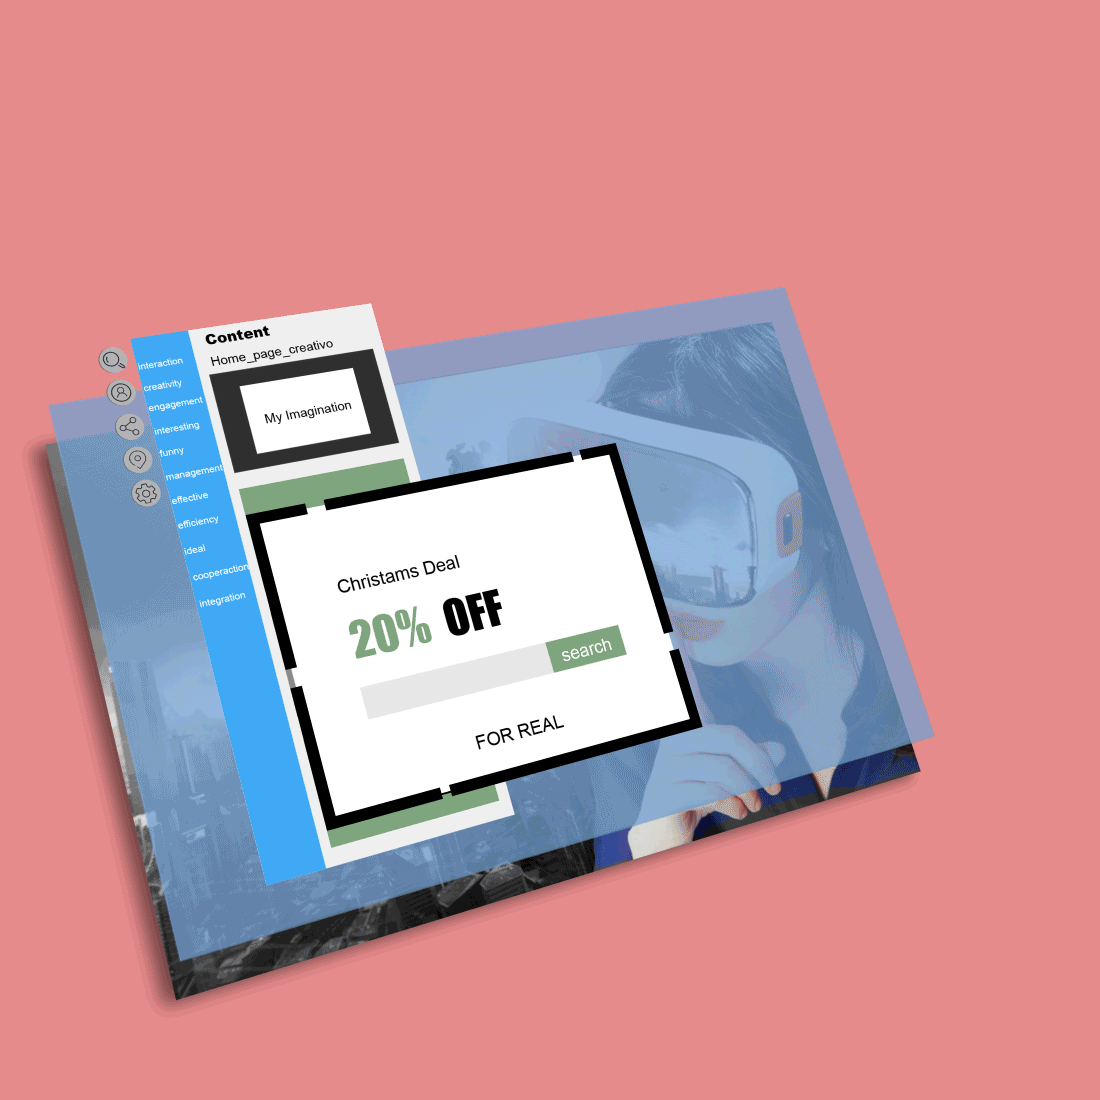 Content
Home_page_creativo
My Imagination
interaction
creativity
engagement
interesting
funny
management
effective
efficiency
ideal
cooperaction
integration
Christams Deal
20% OFF
search
FOR REAL